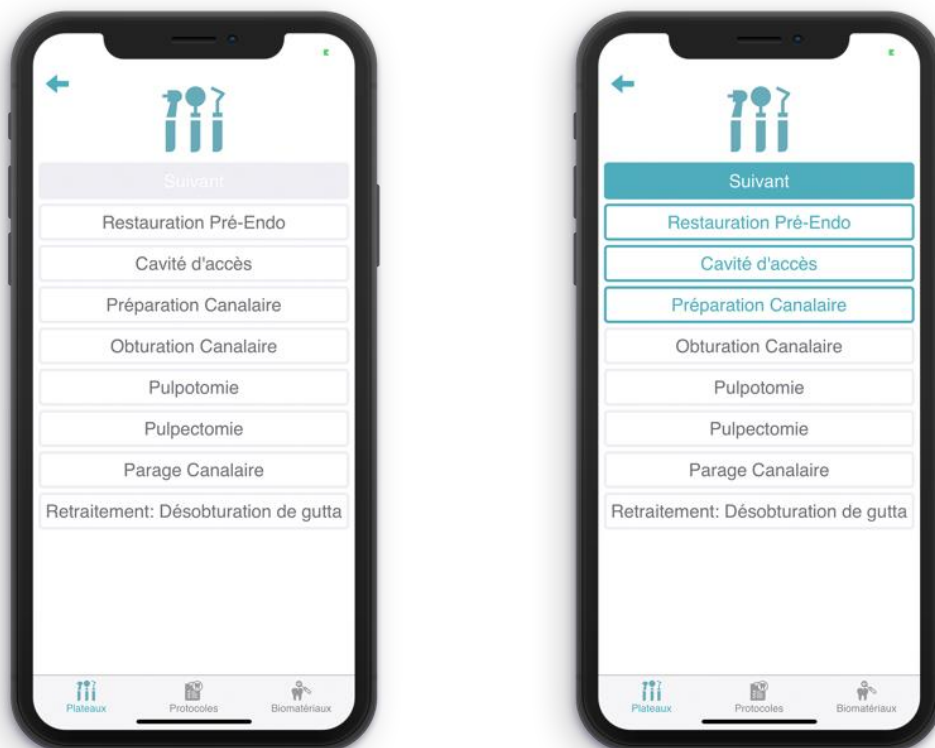 Suivant
Restauration Pré-Endo
Cavité d'accès
Préparation Canalaire
Obturation Canalaire
Pulpotomie
Pulpectomie
Parage Canalaire
Retraitement: Désobturation de gutta
Plateaux
Protocoles
Biomatériaux
Suivant
Restauration Pré-Endo
Cavité d'accès
Préparation Canalaire
Obturation Canalaire
Pulpotomie
Pulpectomie
Parage Canalaire
Retraitement: Désobturation de gutta
Plateaux
Protocoles
Biomatériaux